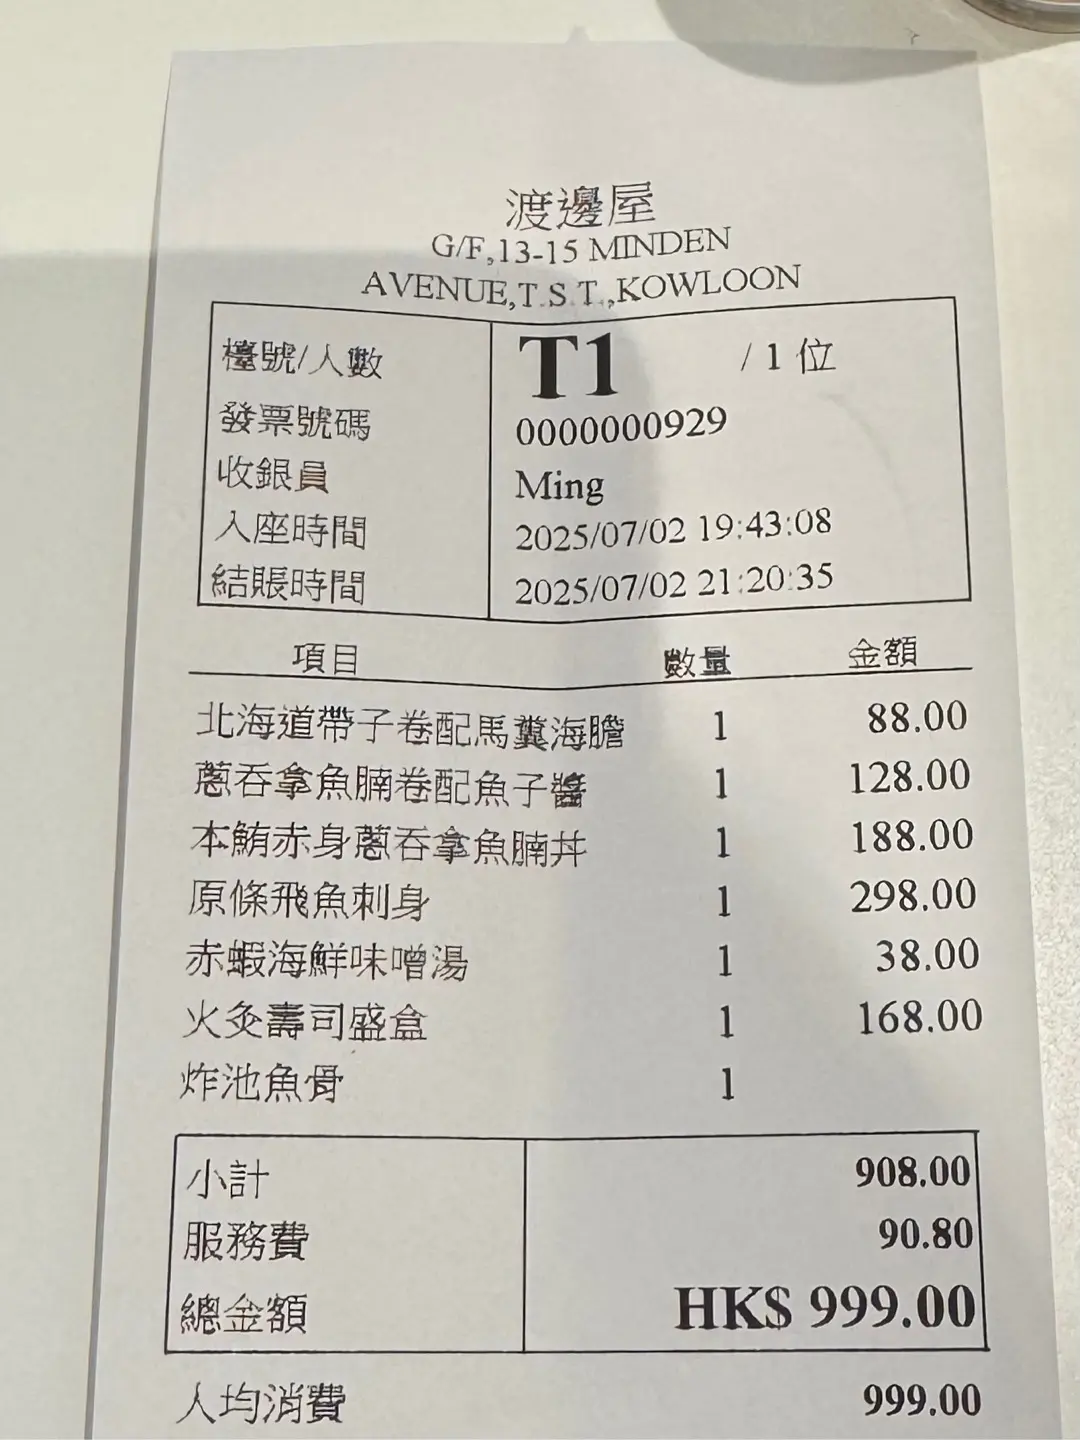 渡邊屋
G/F,13-15 MINDEN
AVENUE,T.S.T.,KOWLOON
檯號/人數 T1 / 1 位
發票號碼 0000000929
收銀員 Ming
入座時間 2025/07/02 19:43:08
結賬時間 2025/07/02 21:20:35
項目 數量 金額
北海道帶子卷配馬糞海膽 1 88.00
蔥吞拿魚腩卷配魚子醬 1 128.00
本鮪赤身蔥吞拿魚腩丼 1 188.00
原條飛魚刺身 1 298.00
赤蝦海鮮味噌湯 1 38.00
火灸壽司盛盒 1 168.00
炸池魚骨 1
小計 908.00
服務費 90.80
總金額 HK$ 999.00
人均消費 999.00